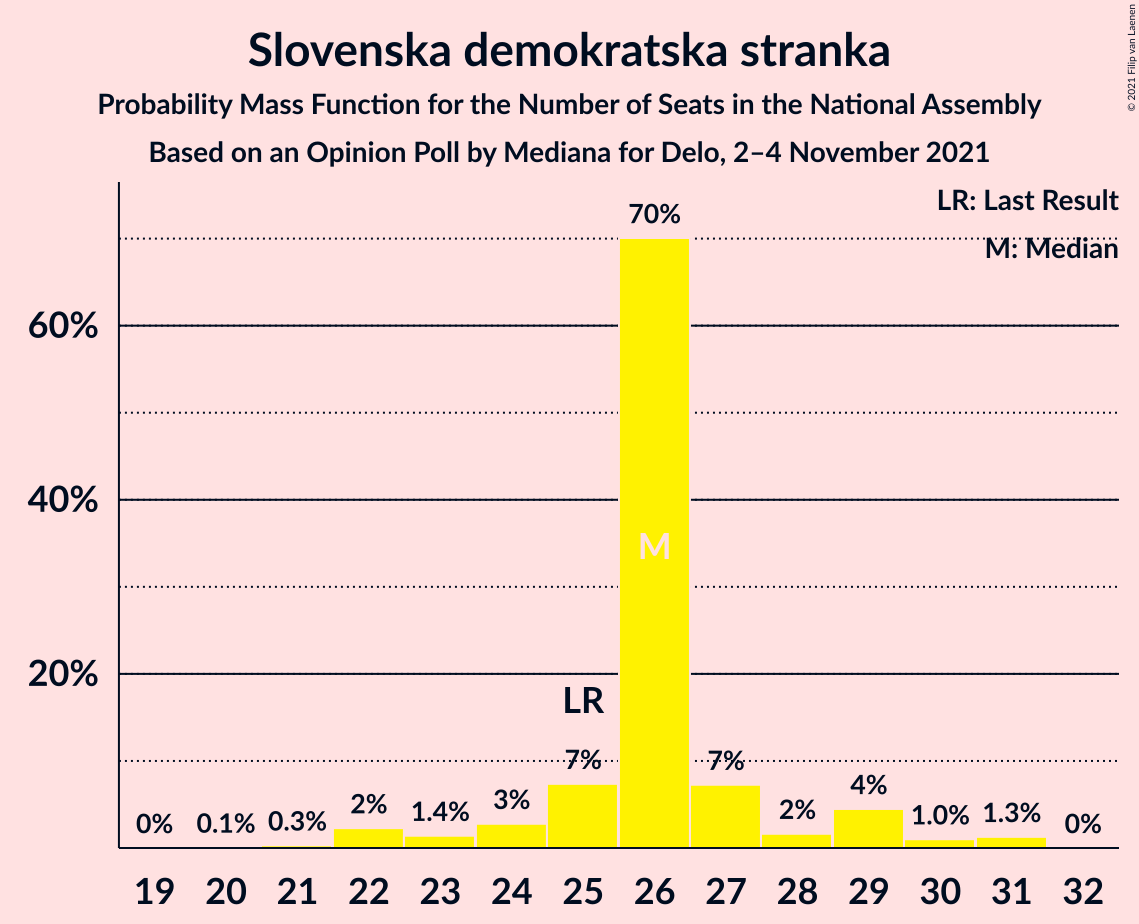 Slovenska demokratska stranka
Probability Mass Function for the Number of Seats in the National Assembly
Based on an Opinion Poll by Mediana for Delo, 2–4 November 2021
© 2021 Filip van Laenen
LR: Last Result
M: Median
70%
60%
40%
M
20%
LR
7%
7%
0%
0.1%
0.3%
2%
1.4%
3%
2%
4%
1.0%
1.3%
0%
19 20 21 22 23 24 25 26 27 28 29 30 31 32